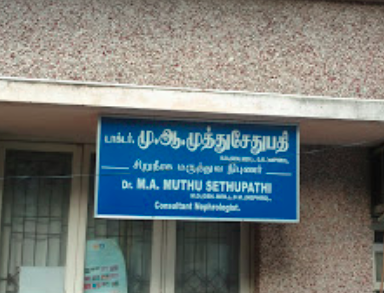 டாக்டர். மு.ஆ.முத்துசேதுபதி
சிறுநீரக மருத்துவ நிபுணர்
Dr. M.A. MUTHU SETHUPATHI
Consultant Nephrologist.